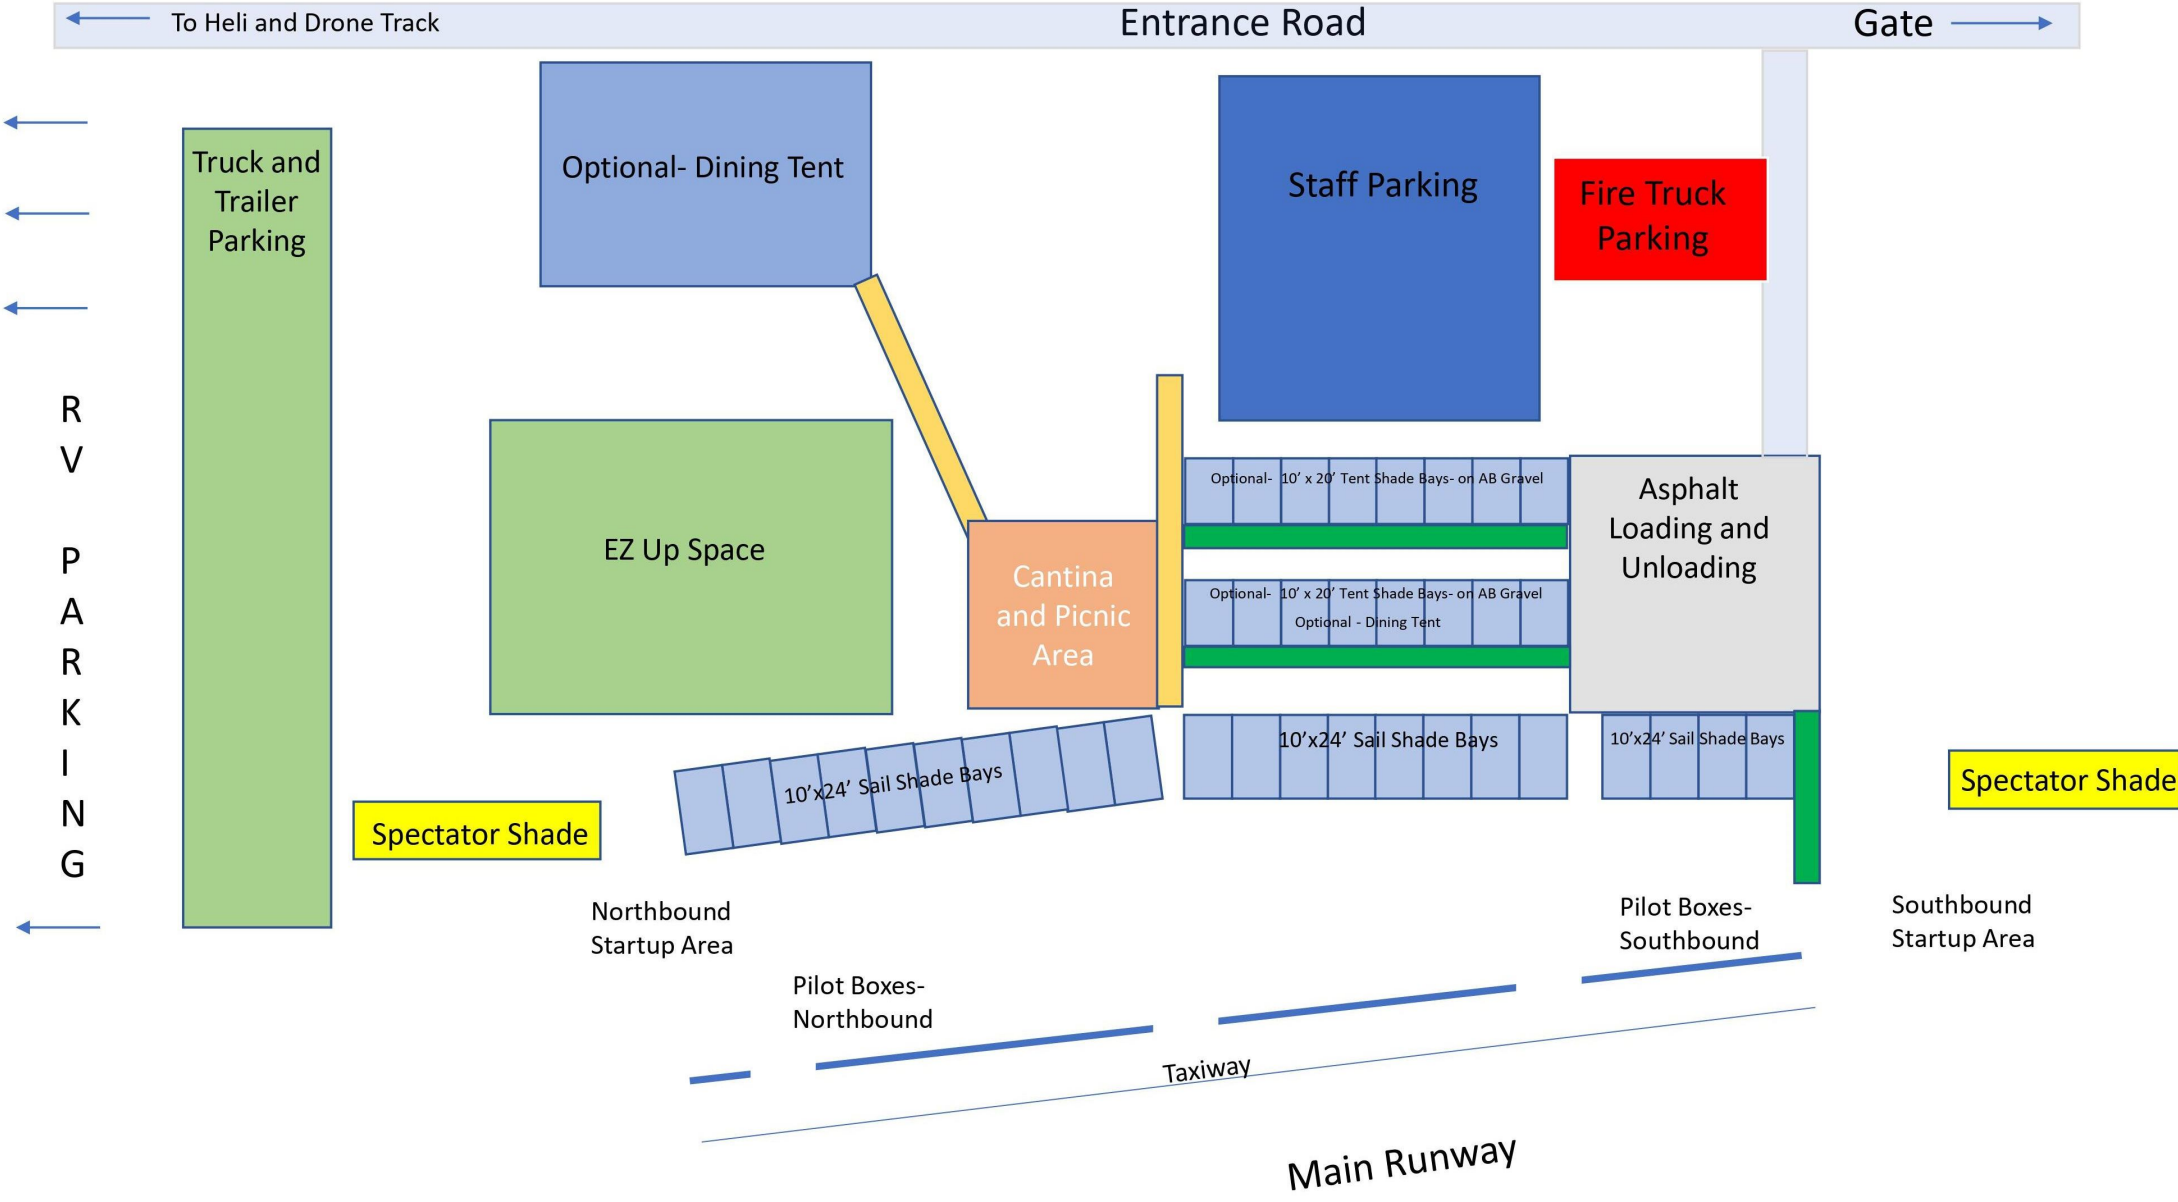 To Heli and Drone Track
Entrance Road
Gate
Optional- Dining Tent
Staff Parking
Truck and
Trailer
Parking
Fire Truck
Parking
R
V
P
A
R
K
I
N
G
Optional- 10’ x 20’ Tent Shade Bays- on AB Gravel
Asphalt
Loading and
Unloading
EZ Up Space
Cantina
and Picnic
Area
Optional- 10’ x 20’ Tent Shade Bays- on AB Gravel
Optional - Dining Tent
10’x24’ Sail Shade Bays
10’x24’ Sail Shade Bays
10’x24’ Sail Shade Bays
Spectator Shade
Spectator Shade
Northbound
Startup Area
Pilot Boxes-
Southbound
Southbound
Startup Area
Pilot Boxes-
Northbound
Taxiway
Main Runway